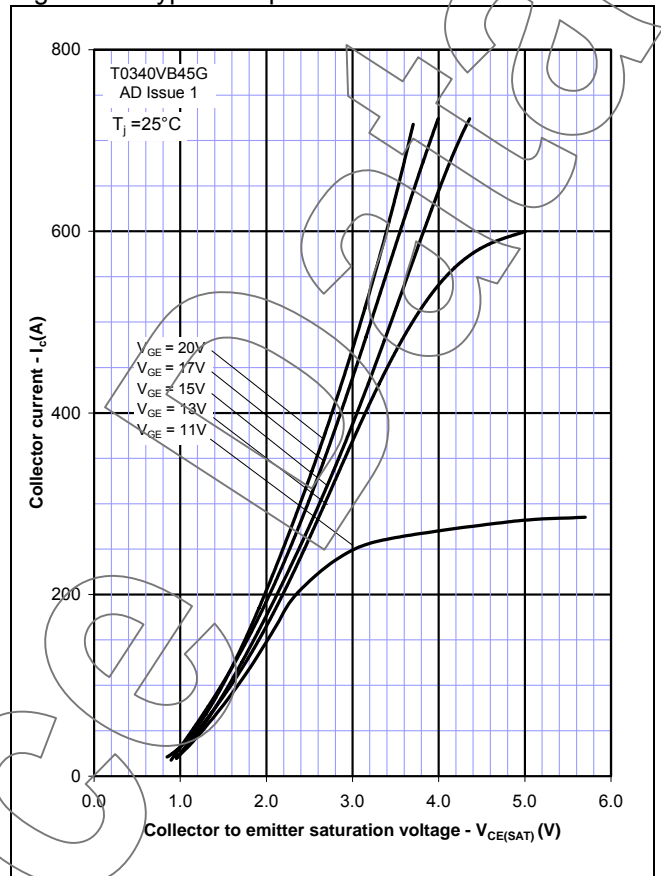 800
T0340VB45G
AD Issue 1
Tj =25°C
600
Collector current - Ic(A)
VGE = 20V
VGE = 17V
VGE = 15V
VGE = 13V
VGE = 11V
400
200
0
0.0 1.0 2.0 3.0 4.0 5.0 6.0
Collector to emitter saturation voltage - VCE(SAT) (V)